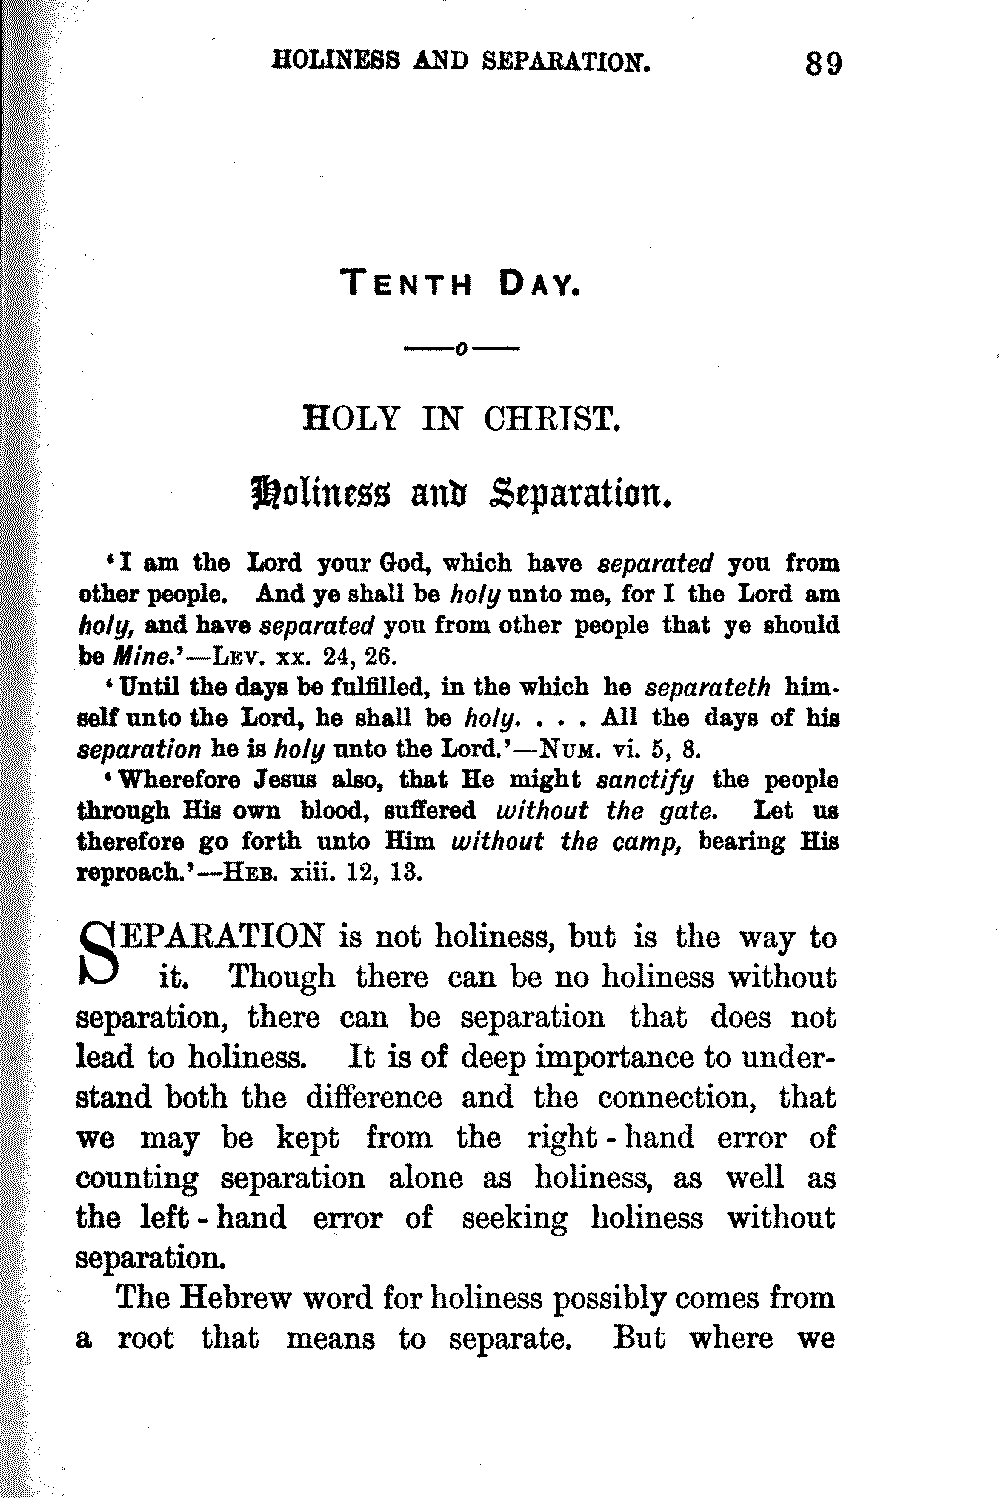 HOLINESS AND SEPARATION. 89
TENTH DAY.
——o——
HOLY IN CHRIST.
Holiness and Separation.
‘I am the Lord your God, which have separated you from
other people. And ye shall be holy unto me, for I the Lord am
holy, and have separated you from other people that ye should
be Mine.’—LEV. xx. 24, 26.
‘Until the days be fulfilled, in the which he separateth him-
self unto the Lord, he shall be holy. . . . All the days of his
separation he is holy unto the Lord.’—NUM. vi. 5, 8.
‘Wherefore Jesus also, that He might sanctify the people
through His own blood, suffered without the gate. Let us
therefore go forth unto Him without the camp, bearing His
reproach.’—HEB. xiii. 12, 13.
SEPARATION is not holiness, but is the way to
it. Though there can be no holiness without
separation, there can be separation that does not
lead to holiness. It is of deep importance to under-
stand both the difference and the connection, that
we may be kept from the right-hand error of
counting separation alone as holiness, as well as
the left-hand error of seeking holiness without
separation.
The Hebrew word for holiness possibly comes from
a root that means to separate. But where we